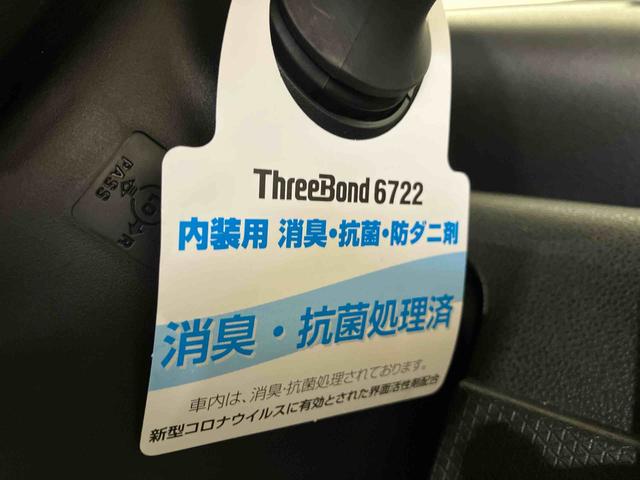 ThreeBond 6722
内装用 消臭・抗菌・防ダニ剤
消臭・抗菌処理済
車内は、消臭・抗菌処理されております。
新型コロナウイルスに有効とされた界面活性剤配合
PASS
R